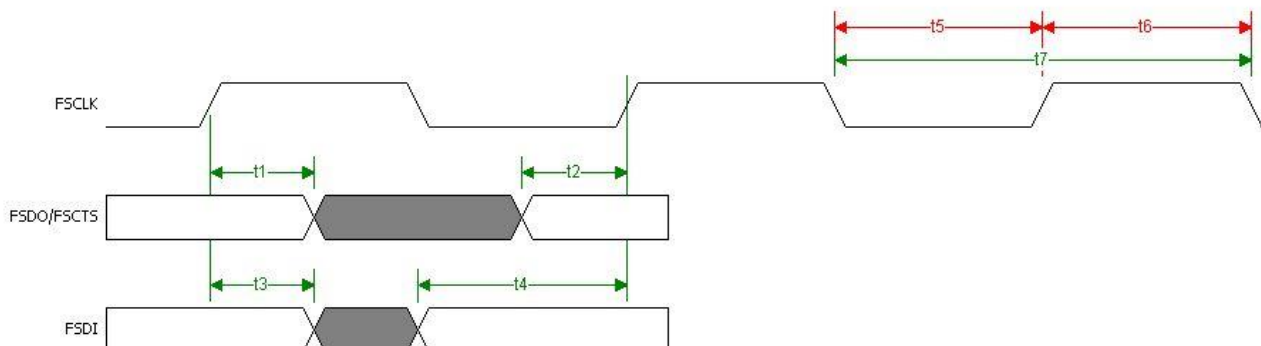 t5 t6
t7
FSCLK
t1 t2
FSDO/FSCTS
t3 t4
FSDI